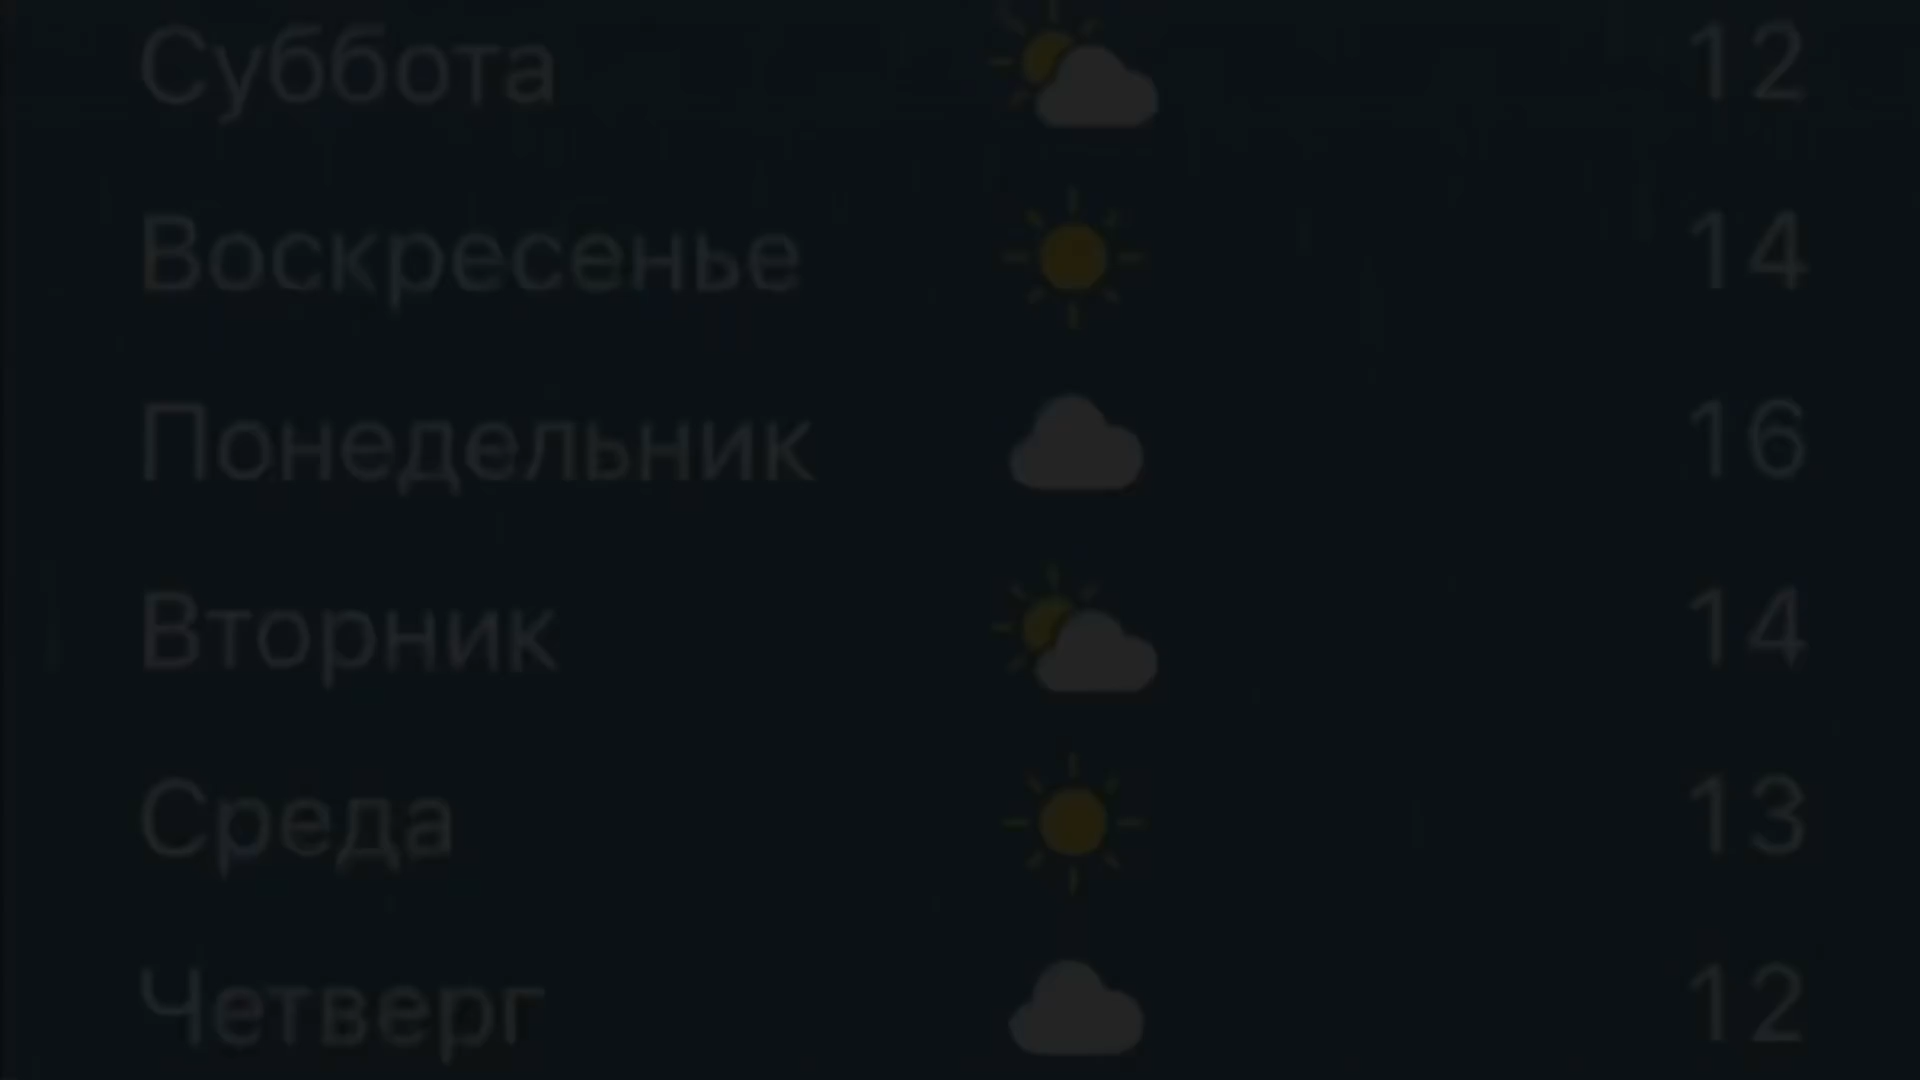 Суббота 12
Воскресенье 14
Понедельник 16
Вторник 14
Среда 13
Четверг 12